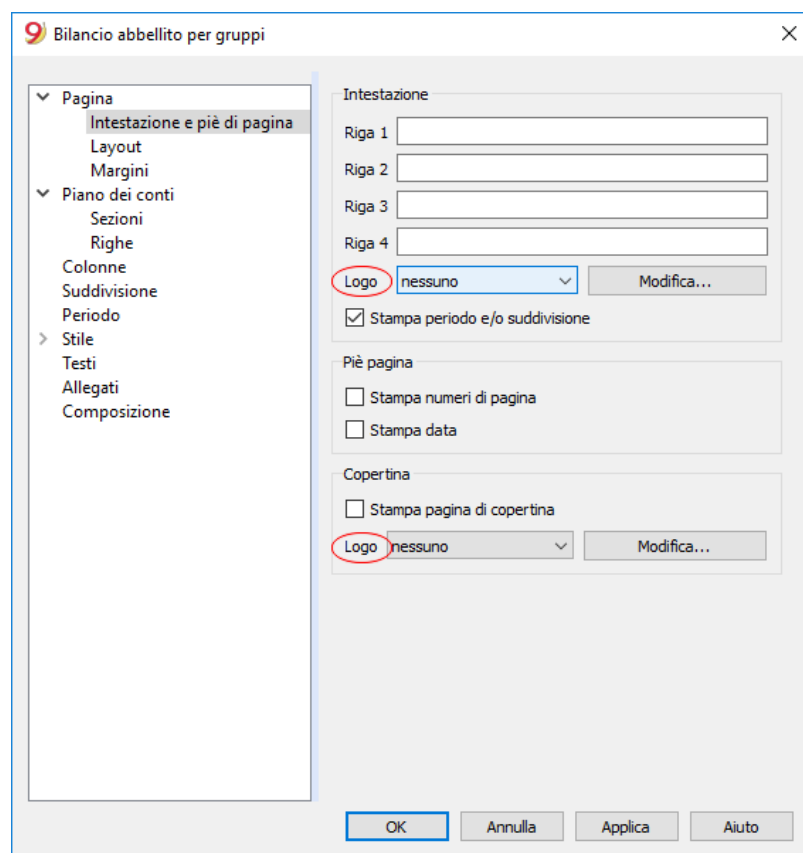 9 Bilancio abbellito per gruppi
Pagina
Intestazione e piè di pagina
Layout
Margini
Piano dei conti
Sezioni
Righe
Colonne
Suddivisione
Periodo
Stile
Testi
Allegati
Composizione
Intestazione
Riga 1
Riga 2
Riga 3
Riga 4
Logo nessuno Modifica...
Stampa periodo e/o suddivisione
Piè pagina
Stampa numeri di pagina
Stampa data
Copertina
Stampa pagina di copertina
Logo nessuno Modifica...
OK Annulla Applica Aiuto